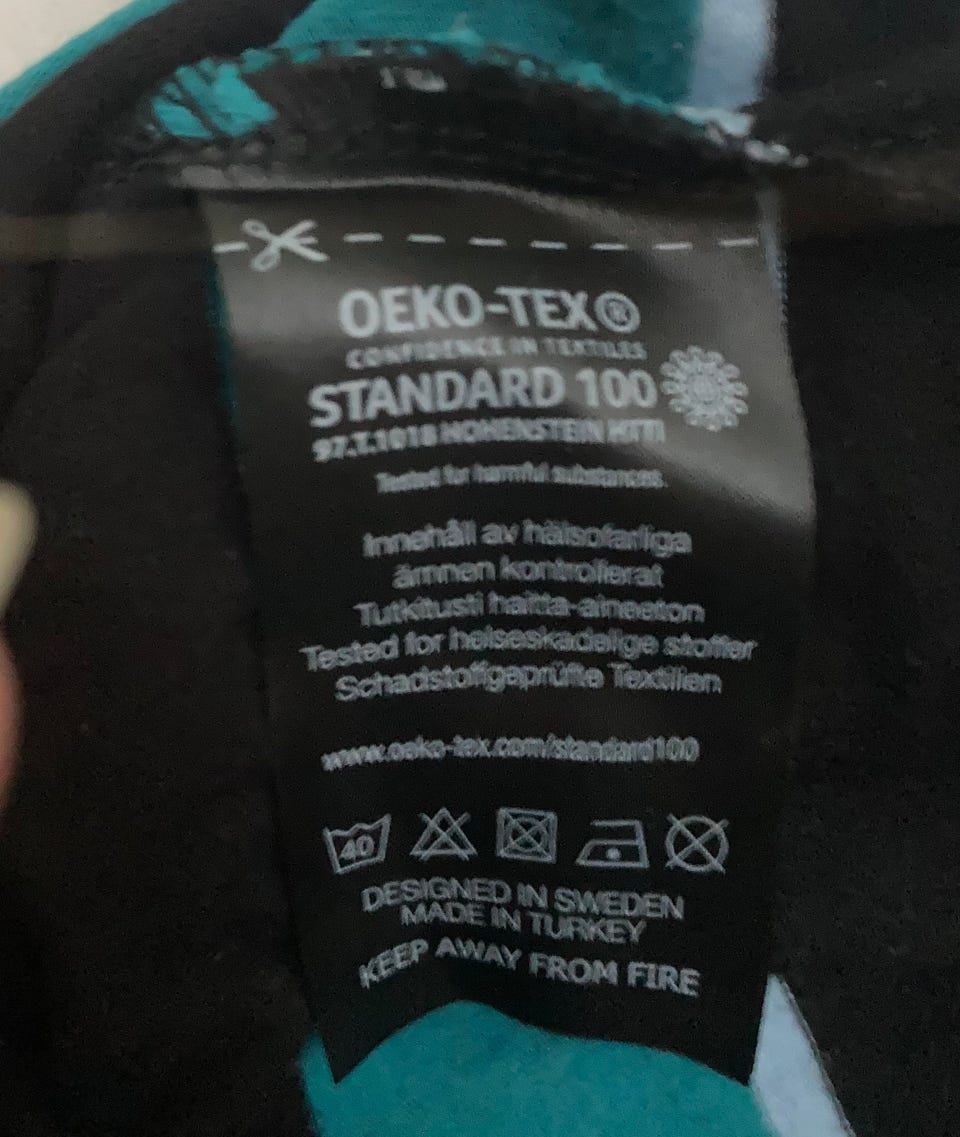 OEKO-TEX®
CONFIDENCE IN TEXTILES
STANDARD 100
97.T.1018 HOHENSTEIN HTTI
Tested for harmful substances.
Innehåll av hälsofarliga
ämnen kontrollerat
Tutkitusti haitta-aineeton
Tested for helseskadelige stoffer
Schadstoffgeprüfte Textilien
www.oeko-tex.com/standard100
40
DESIGNED IN SWEDEN
MADE IN TURKEY
KEEP AWAY FROM FIRE